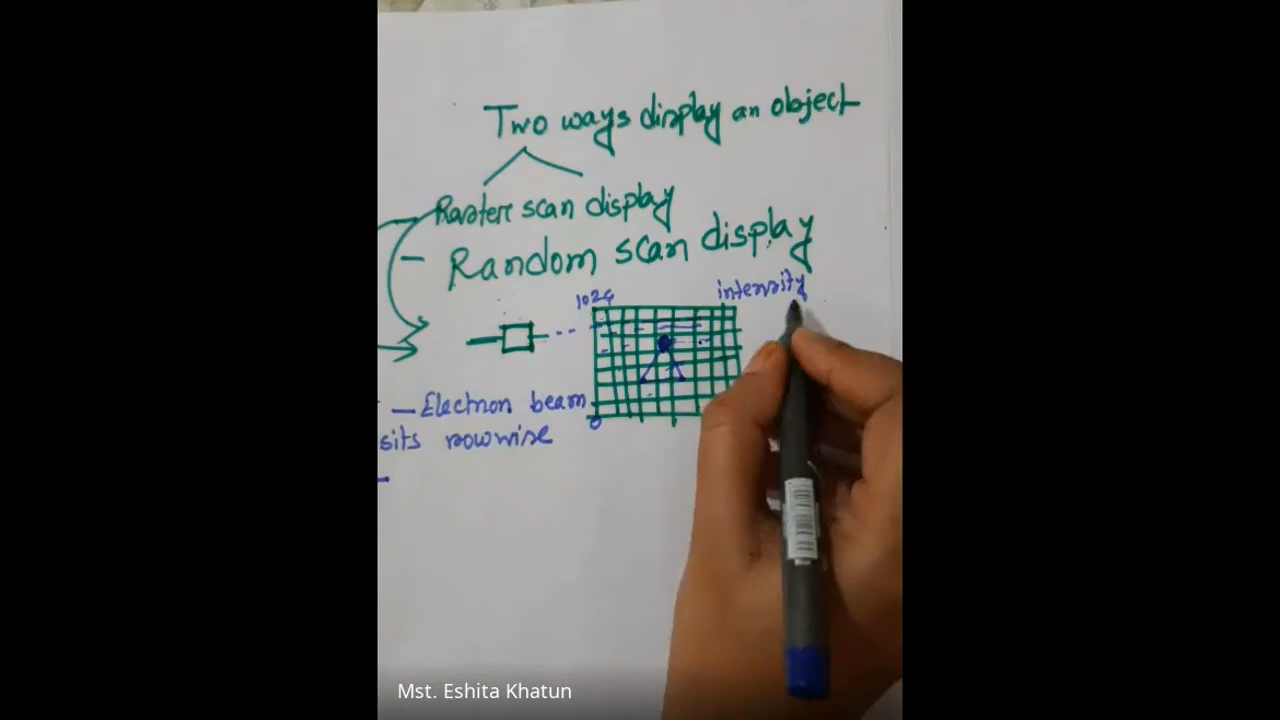 Two ways display an object
Raster scan display
- Random scan display
1024
intensity
- Electron beam
sits rowwise
0
Mst. Eshita Khatun